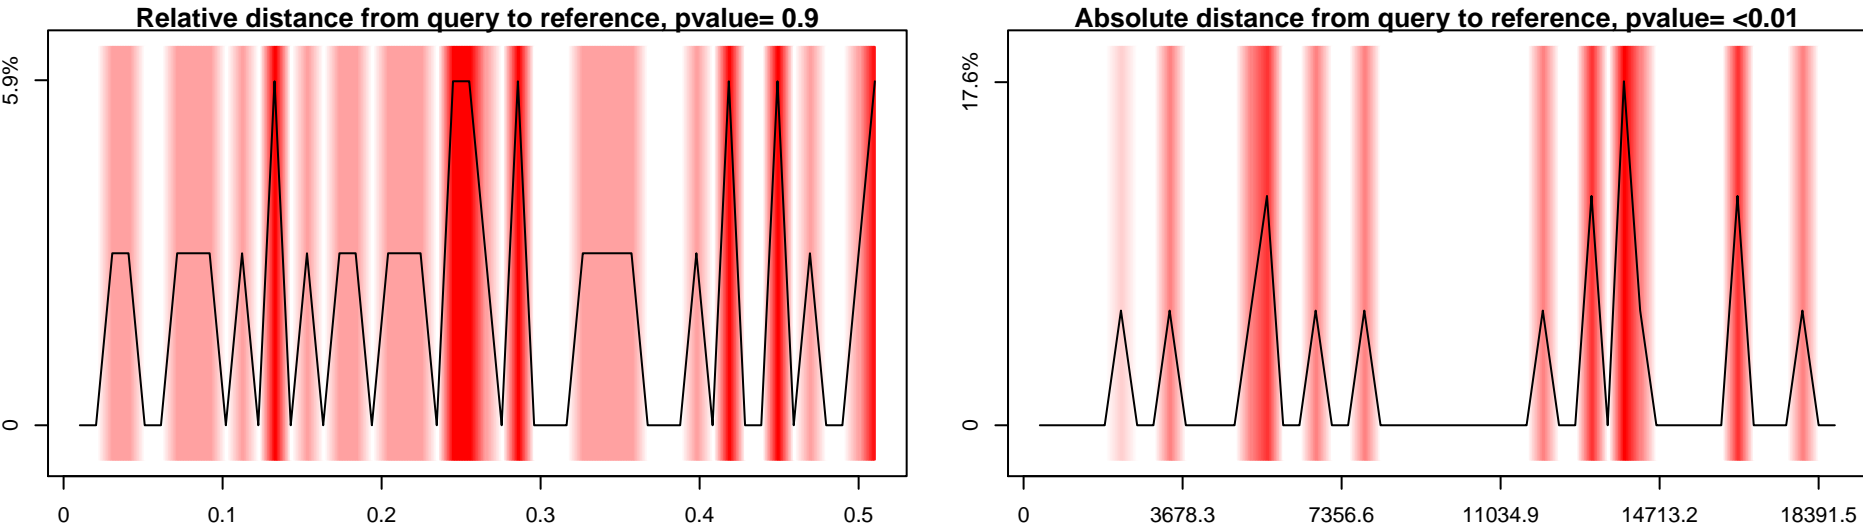 Relative distance from query to reference, pvalue= 0.9
5.9%
0
0 0.1 0.2 0.3 0.4 0.5
Absolute distance from query to reference, pvalue= <0.01
17.6%
0
0 3678.3 7356.6 11034.9 14713.2 18391.5